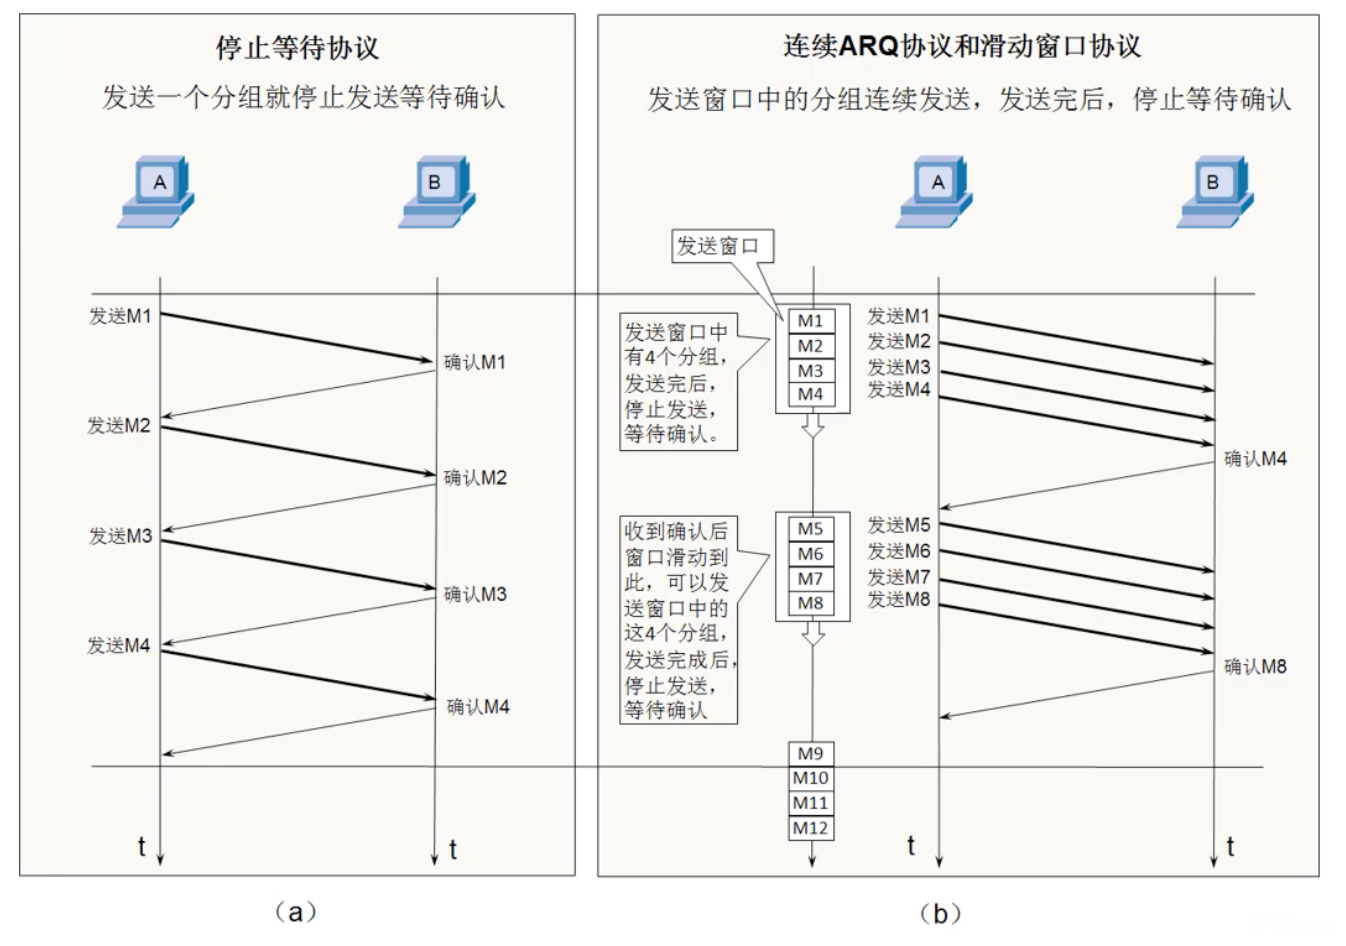 停止等待协议
发送一个分组就停止发送等待确认
A
B
发送M1
确认M1
发送M2
确认M2
发送M3
确认M3
发送M4
确认M4
t
t
（a）
连续ARQ协议和滑动窗口协议
发送窗口中的分组连续发送，发送完后，停止等待确认
A
B
发送窗口
发送窗口中
有4个分组，
发送完后，
停止发送，
等待确认。
M1
M2
M3
M4
发送M1
发送M2
发送M3
发送M4
确认M4
收到确认后
窗口滑动到
此，可以发
送窗口中的
这4个分组，
发送完成后，
停止发送，
等待确认
M5
M6
M7
M8
发送M5
发送M6
发送M7
发送M8
确认M8
M9
M10
M11
M12
t
t
（b）